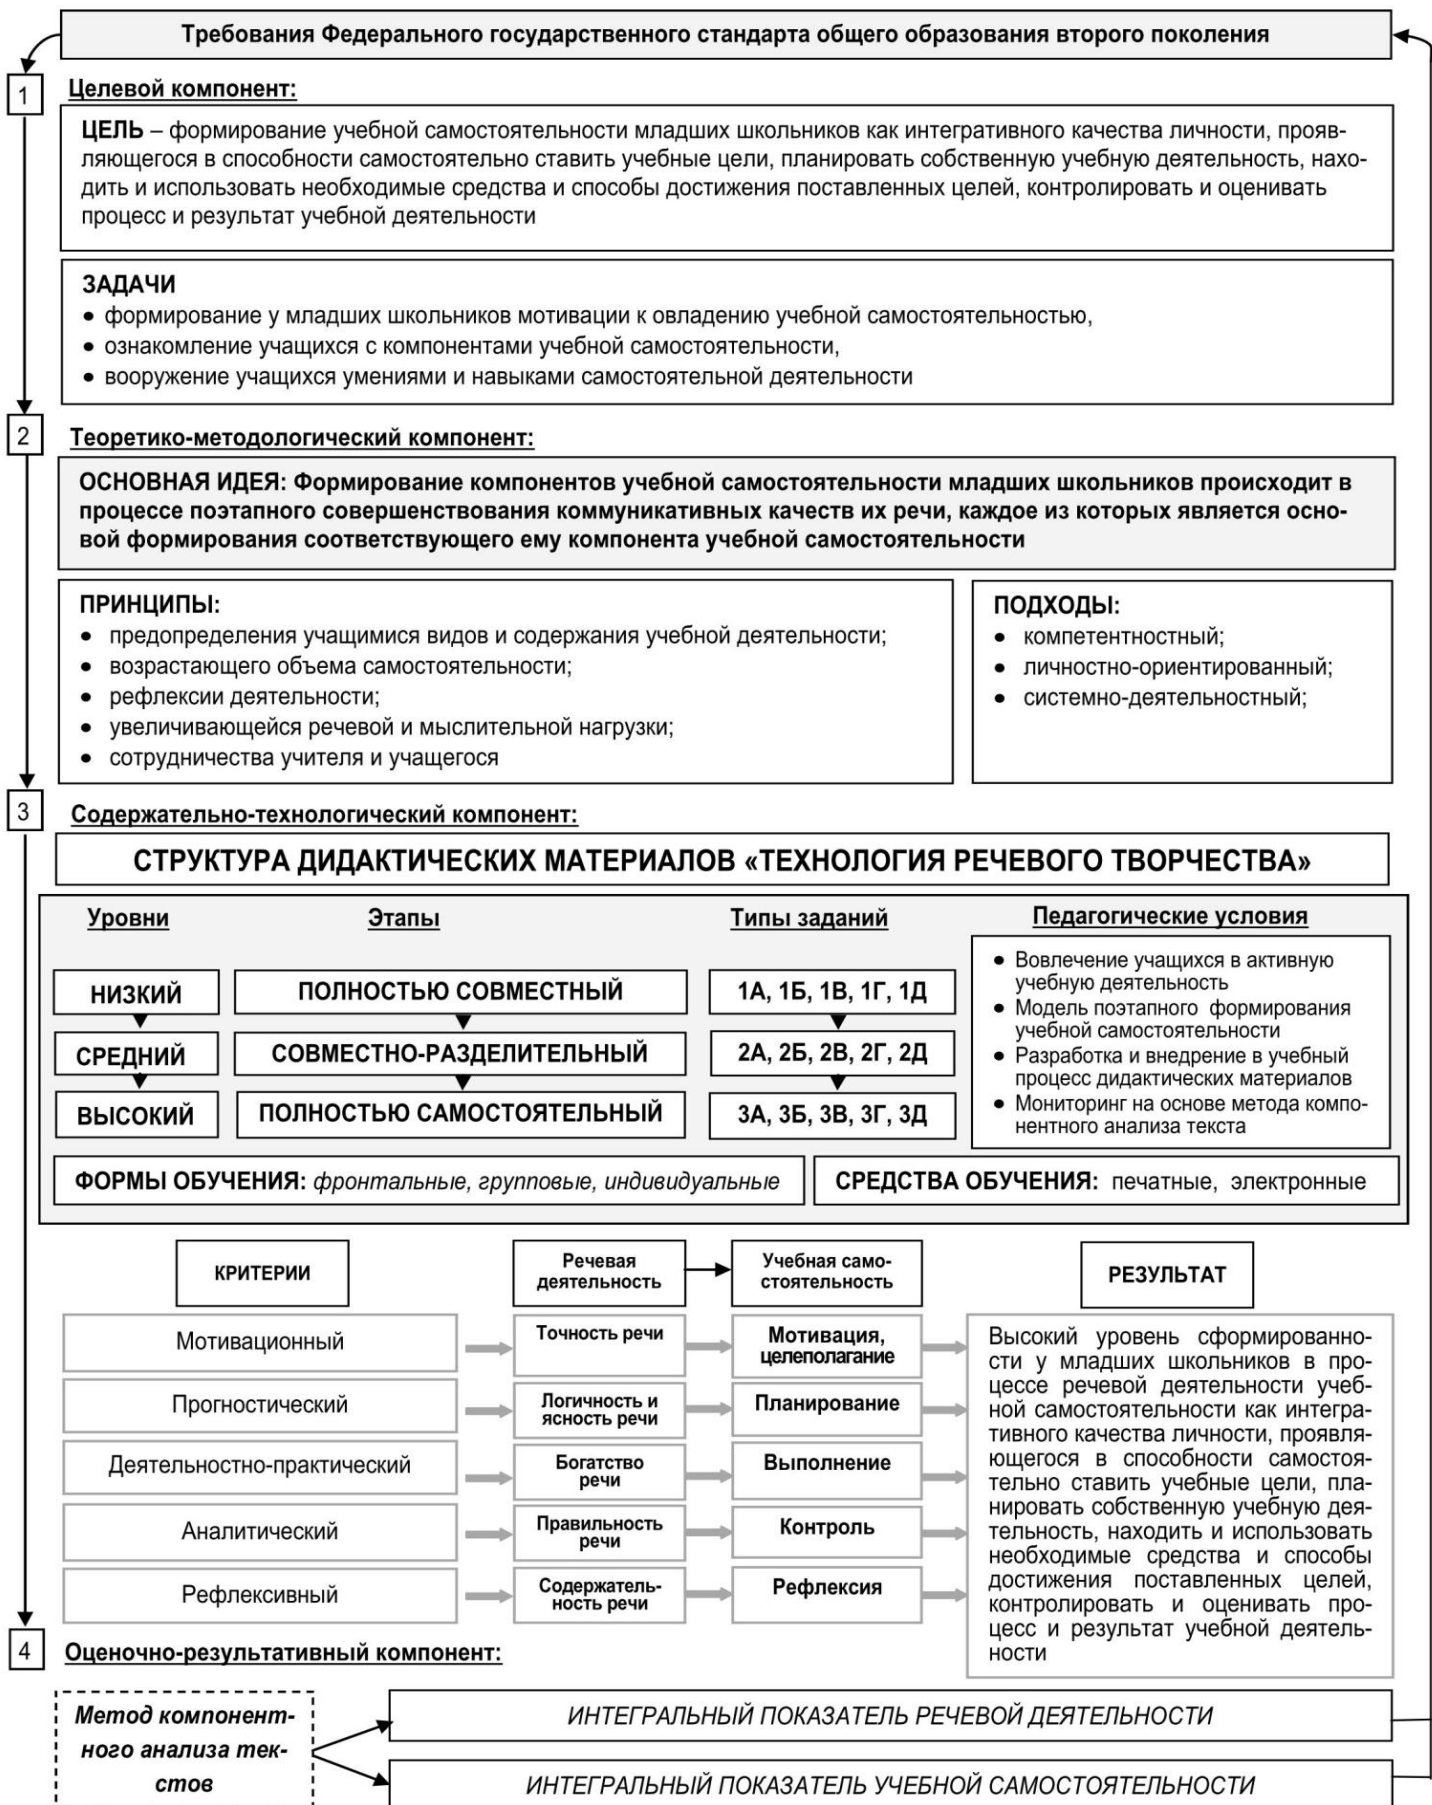 Требования Федерального государственного стандарта общего образования второго поколения
1
Целевой компонент:
ЦЕЛЬ – формирование учебной самостоятельности младших школьников как интегративного качества личности, прояв-
ляющегося в способности самостоятельно ставить учебные цели, планировать собственную учебную деятельность, нахо-
дить и использовать необходимые средства и способы достижения поставленных целей, контролировать и оценивать
процесс и результат учебной деятельности
ЗАДАЧИ
• формирование у младших школьников мотивации к овладению учебной самостоятельностью,
• ознакомление учащихся с компонентами учебной самостоятельности,
• вооружение учащихся умениями и навыками самостоятельной деятельности
2
Теоретико-методологический компонент:
ОСНОВНАЯ ИДЕЯ: Формирование компонентов учебной самостоятельности младших школьников происходит в
процессе поэтапного совершенствования коммуникативных качеств их речи, каждое из которых является осно-
вой формирования соответствующего ему компонента учебной самостоятельности
ПРИНЦИПЫ:
• предопределения учащимися видов и содержания учебной деятельности;
• возрастающего объема самостоятельности;
• рефлексии деятельности;
• увеличивающейся речевой и мыслительной нагрузки;
• сотрудничества учителя и учащегося
ПОДХОДЫ:
• компетентностный;
• личностно-ориентированный;
• системно-деятельностный;
3
Содержательно-технологический компонент:
СТРУКТУРА ДИДАКТИЧЕСКИХ МАТЕРИАЛОВ «ТЕХНОЛОГИЯ РЕЧЕВОГО ТВОРЧЕСТВА»
Уровни
НИЗКИЙ
СРЕДНИЙ
ВЫСОКИЙ
Этапы
ПОЛНОСТЬЮ СОВМЕСТНЫЙ
СОВМЕСТНО-РАЗДЕЛИТЕЛЬНЫЙ
ПОЛНОСТЬЮ САМОСТОЯТЕЛЬНЫЙ
Типы заданий
1А, 1Б, 1В, 1Г, 1Д
2А, 2Б, 2В, 2Г, 2Д
3А, 3Б, 3В, 3Г, 3Д
Педагогические условия
• Вовлечение учащихся в активную
учебную деятельность
• Модель поэтапного формирования
учебной самостоятельности
• Разработка и внедрение в учебный
процесс дидактических материалов
• Мониторинг на основе метода компо-
нентного анализа текста
ФОРМЫ ОБУЧЕНИЯ: фронтальные, групповые, индивидуальные
СРЕДСТВА ОБУЧЕНИЯ: печатные, электронные
КРИТЕРИИ
Речевая
деятельность
Учебная само-
стоятельность
РЕЗУЛЬТАТ
Мотивационный
Точность речи
Мотивация,
целеполагание
Прогностический
Логичность и
ясность речи
Планирование
Деятельностно-практический
Богатство
речи
Выполнение
Аналитический
Правильность
речи
Контроль
Рефлексивный
Содержатель-
ность речи
Рефлексия
Высокий уровень сформированно-
сти у младших школьников в про-
цессе речевой деятельности учеб-
ной самостоятельности как интегра-
тивного качества личности, проявля-
ющегося в способности самостоя-
тельно ставить учебные цели, пла-
нировать собственную учебную дея-
тельность, находить и использовать
необходимые средства и способы
достижения поставленных целей,
контролировать и оценивать про-
цесс и результат учебной деятель-
ности
4
Оценочно-результативный компонент:
Метод компонент-
ного анализа тек-
стов
ИНТЕГРАЛЬНЫЙ ПОКАЗАТЕЛЬ РЕЧЕВОЙ ДЕЯТЕЛЬНОСТИ
ИНТЕГРАЛЬНЫЙ ПОКАЗАТЕЛЬ УЧЕБНОЙ САМОСТОЯТЕЛЬНОСТИ